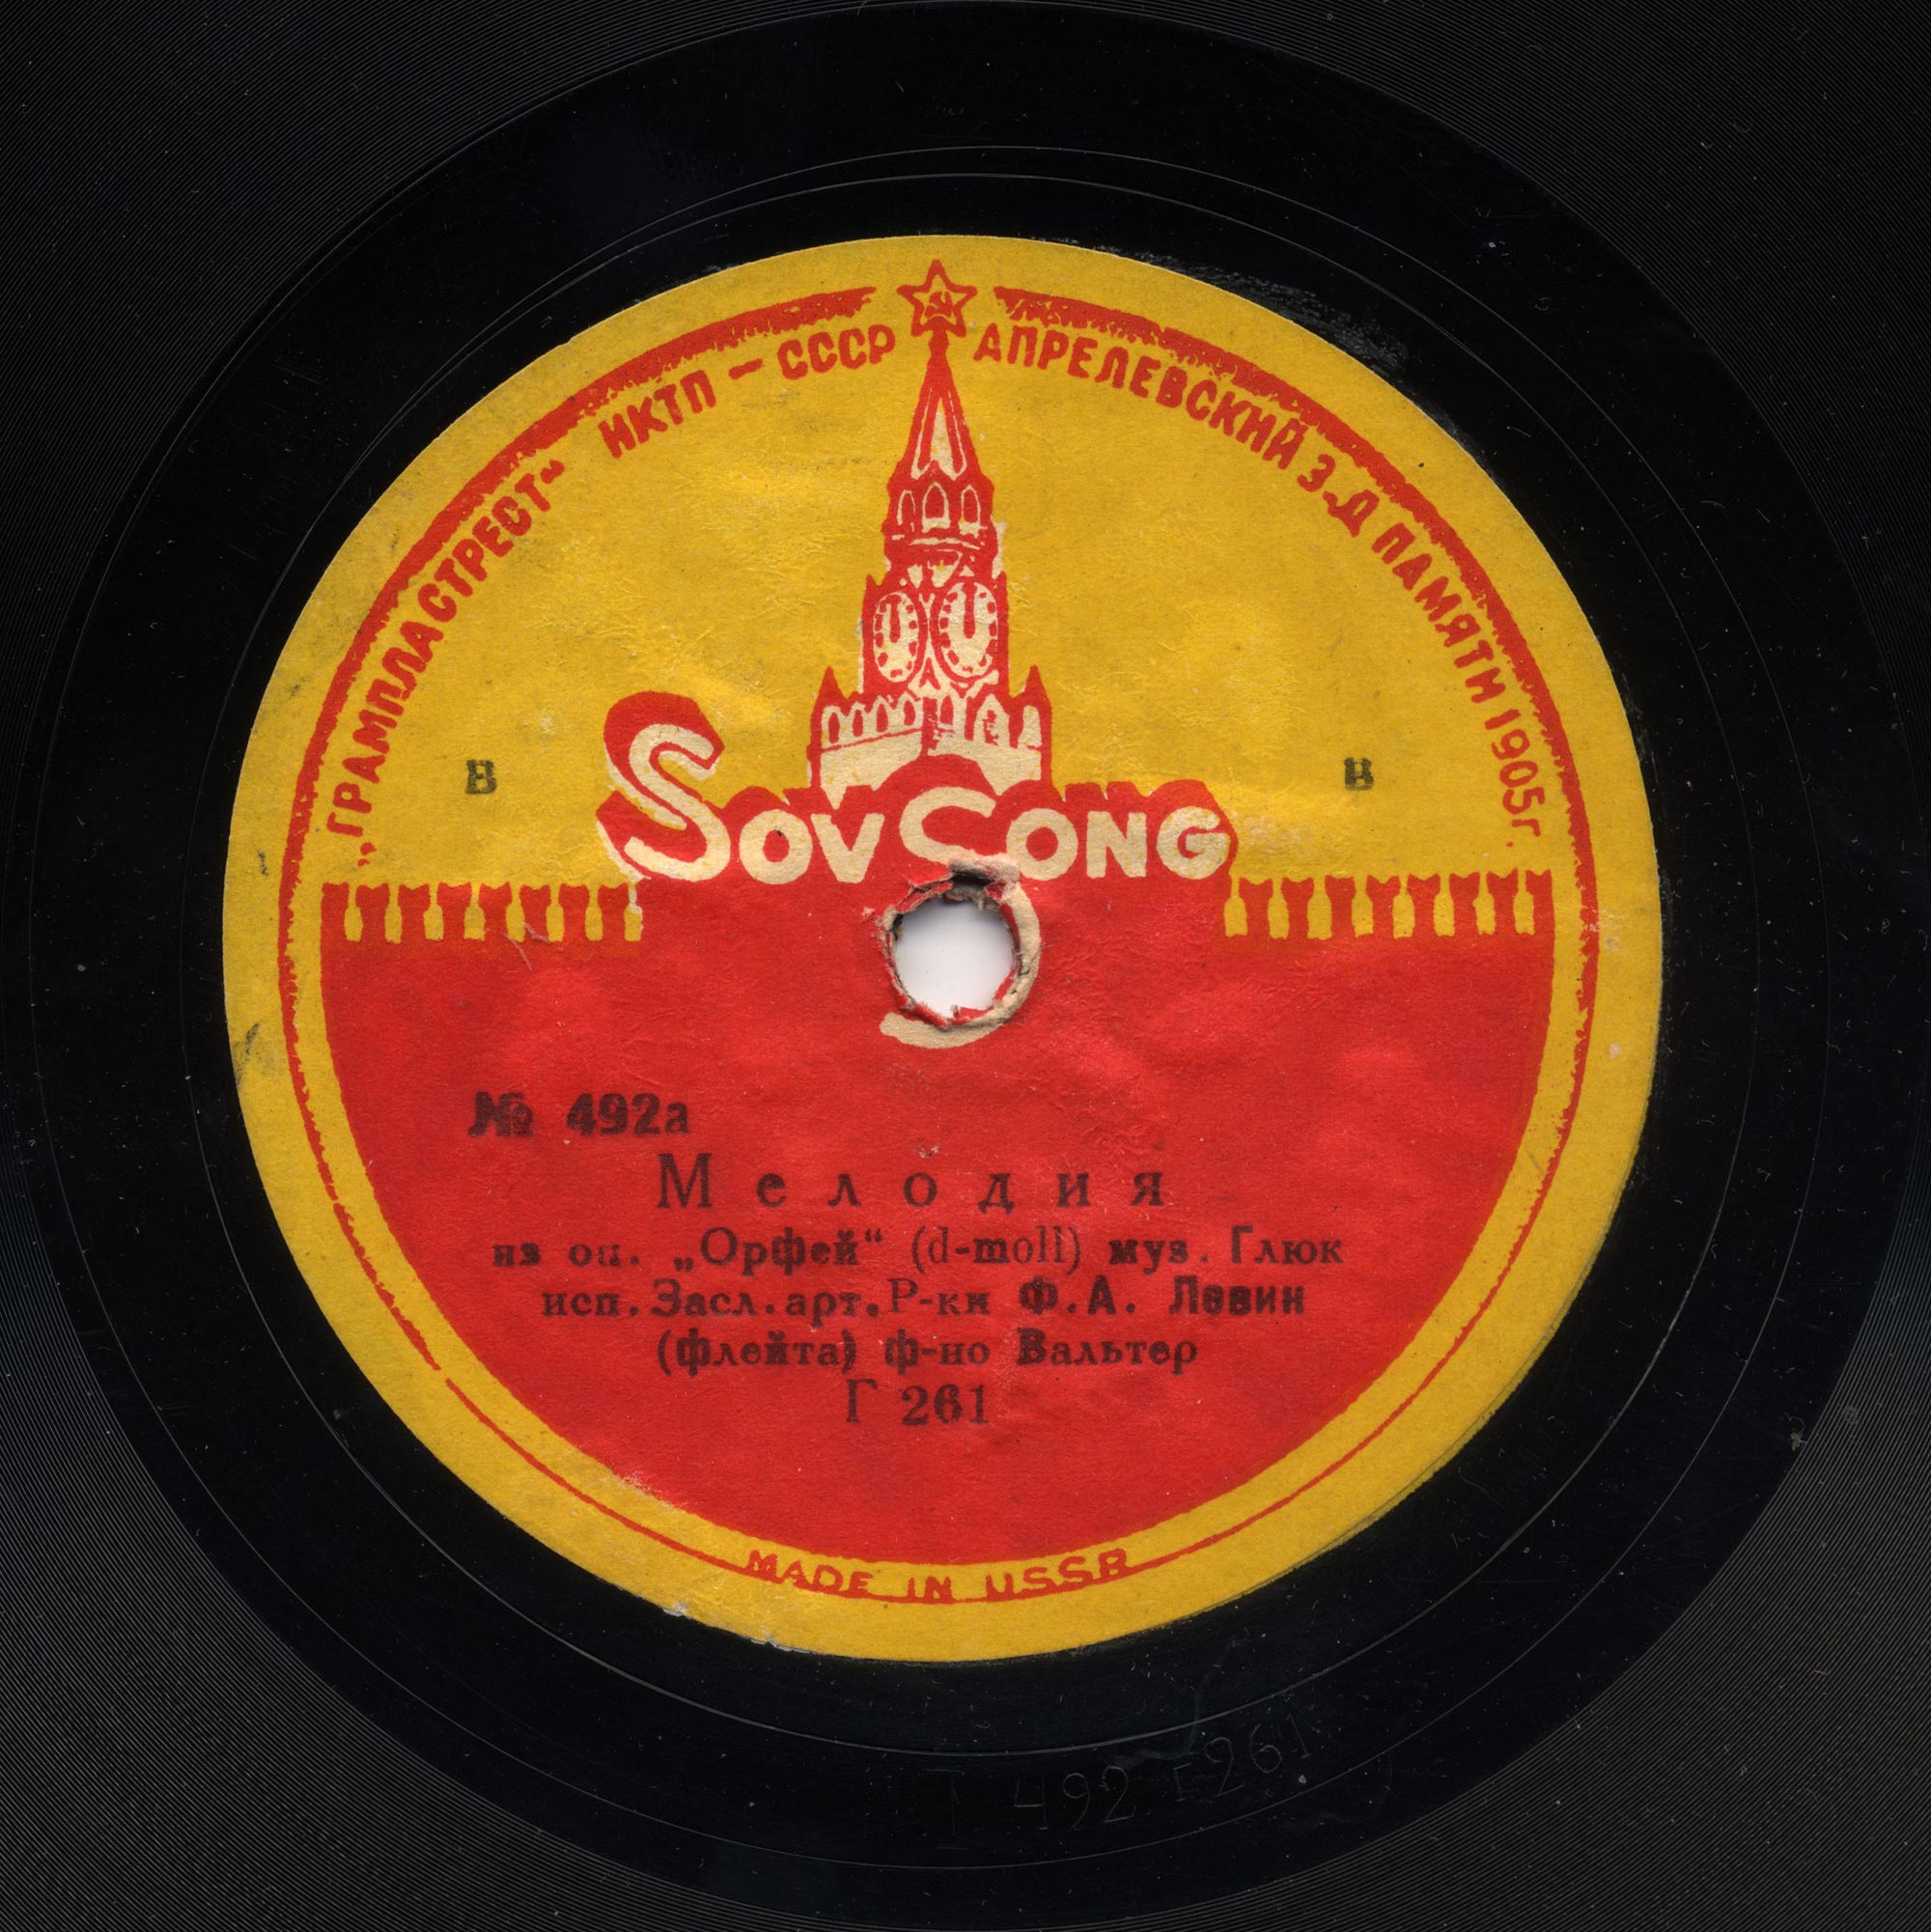 „ГРАМПЛАСТРЕСТ“ НКТП – СССР АПРЕЛЕВСКИЙ З-Д ПАМЯТИ 1905г.
В В
SovSong
№ 492а
Мелодия
из оп. „Орфей“ (d-moll) муз. Глюк
исп. Засл. арт. Р-ки Ф.А. Левин
(флейта) ф-но Вальтер
Г 261
MADE IN USSR
492 г261